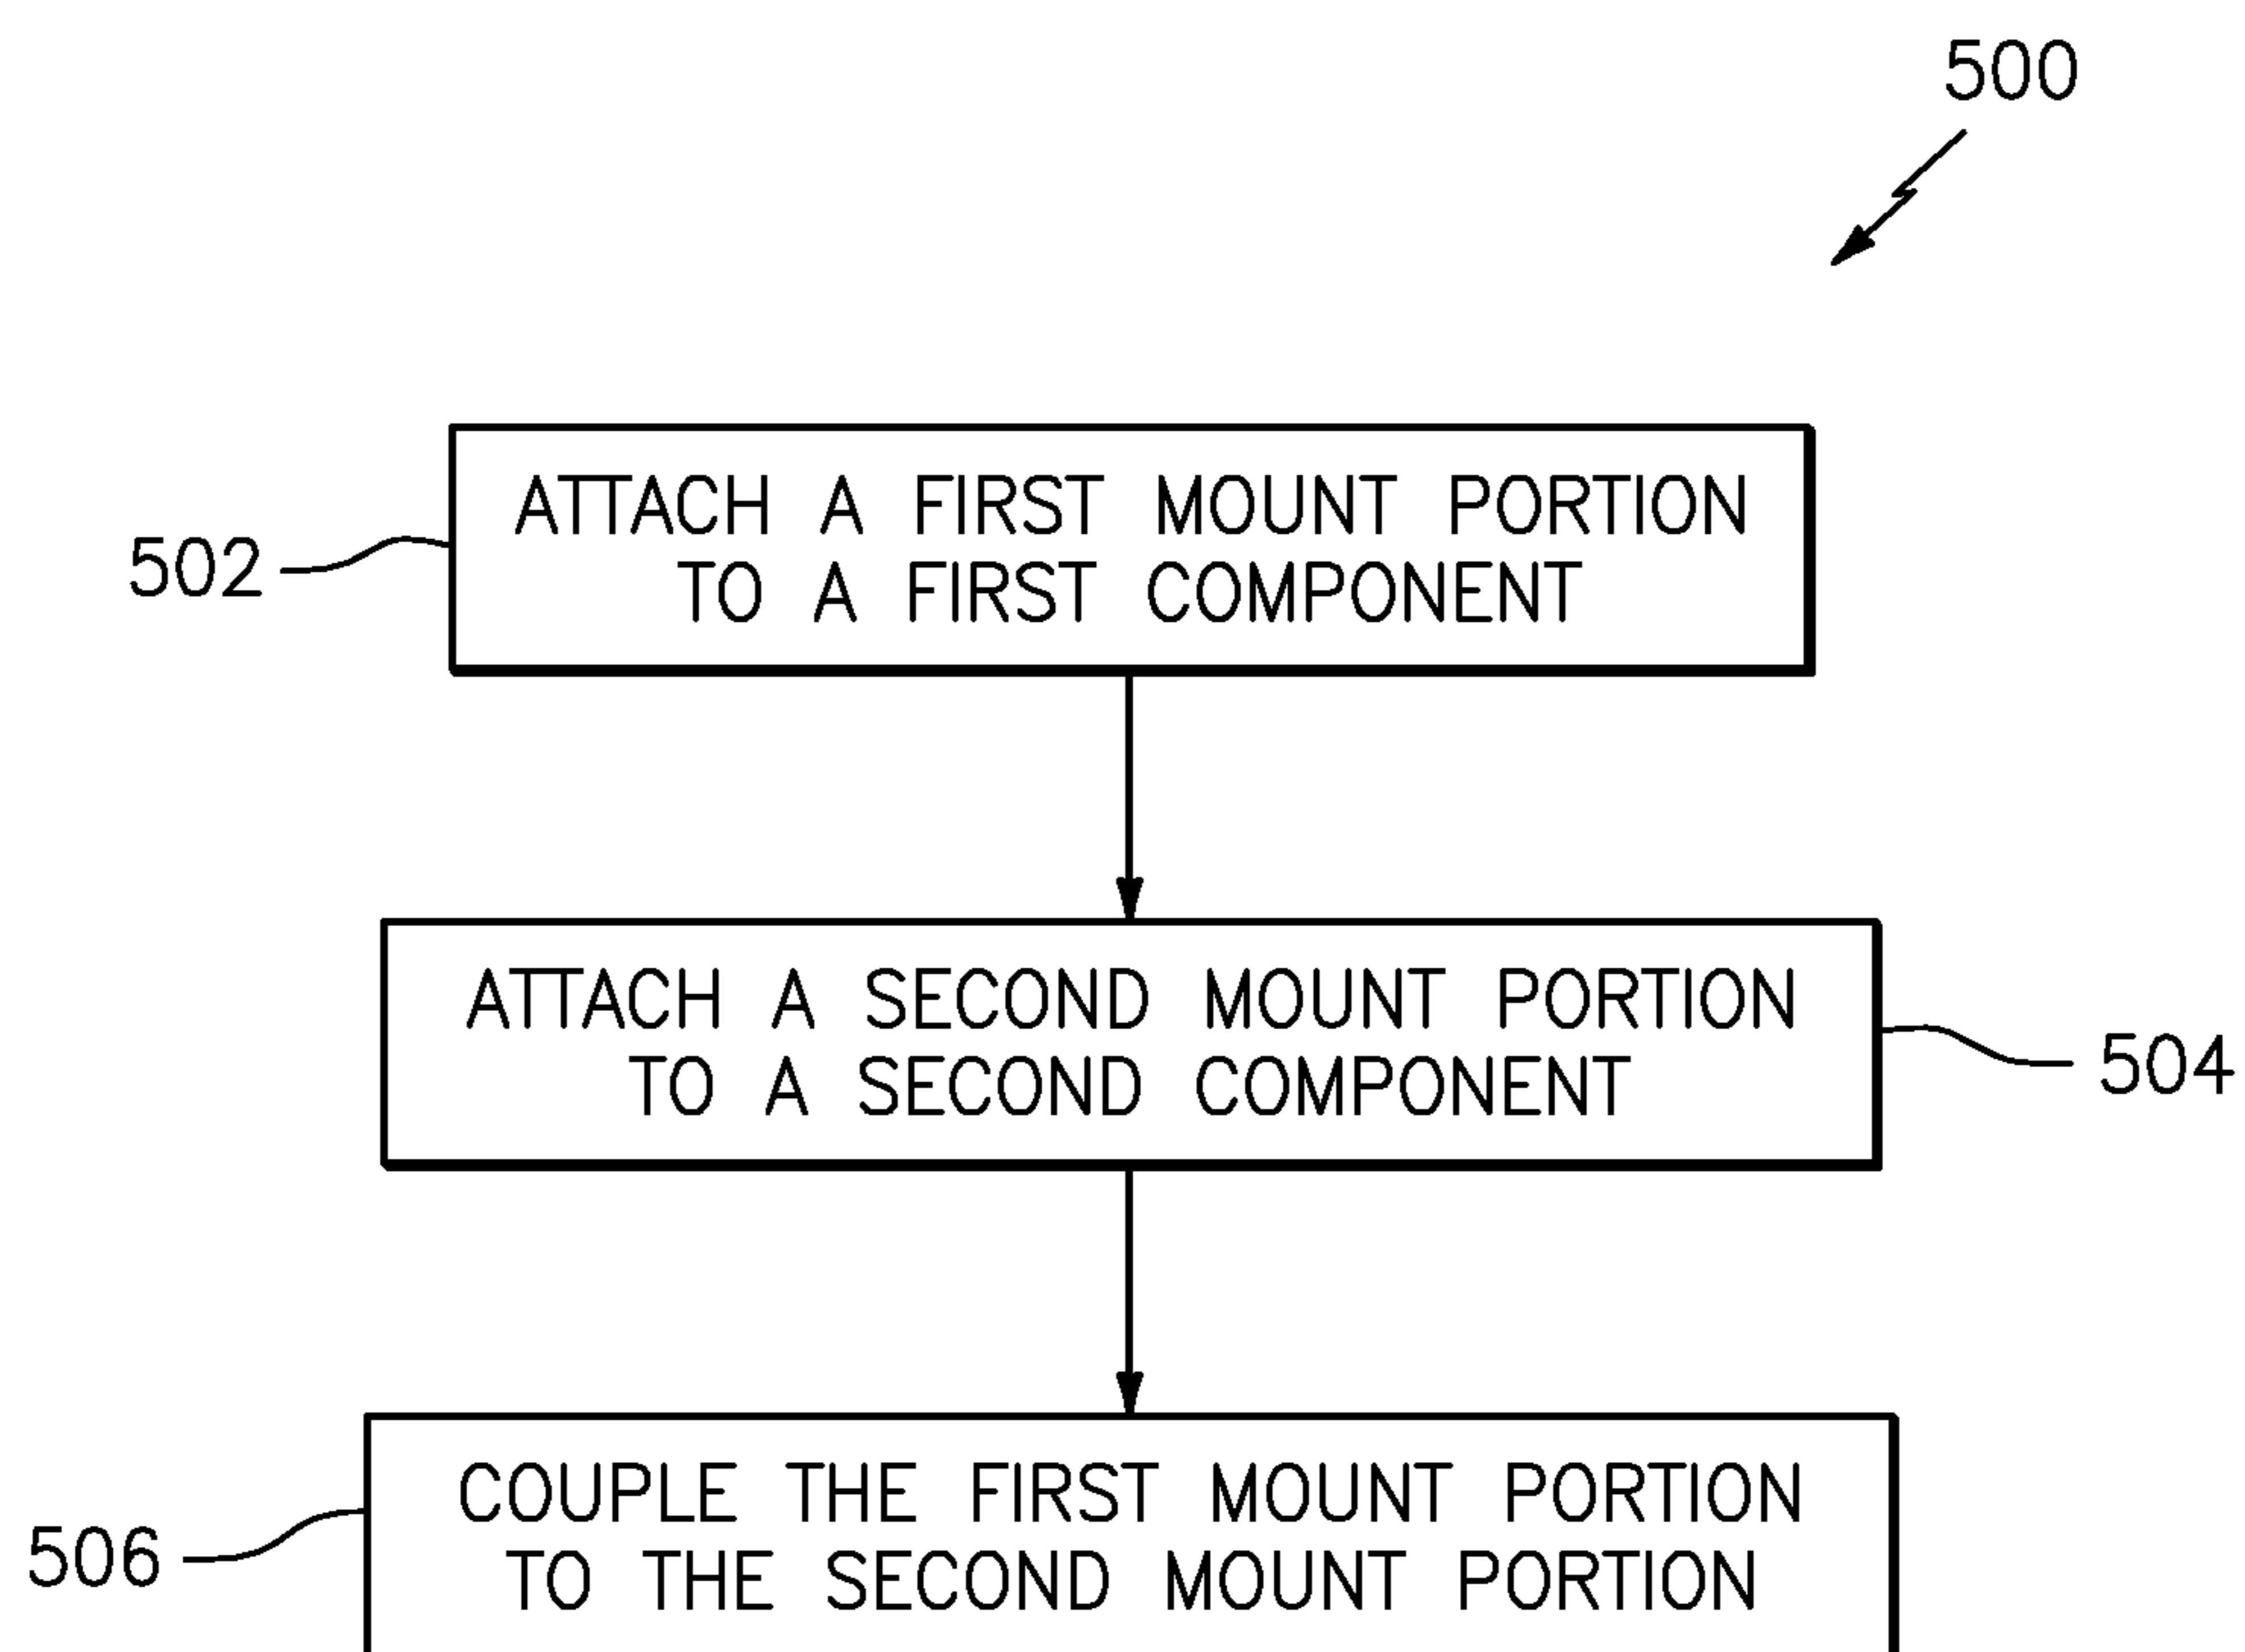 500
ATTACH A FIRST MOUNT PORTION
TO A FIRST COMPONENT
502
ATTACH A SECOND MOUNT PORTION
TO A SECOND COMPONENT
504
COUPLE THE FIRST MOUNT PORTION
TO THE SECOND MOUNT PORTION
506